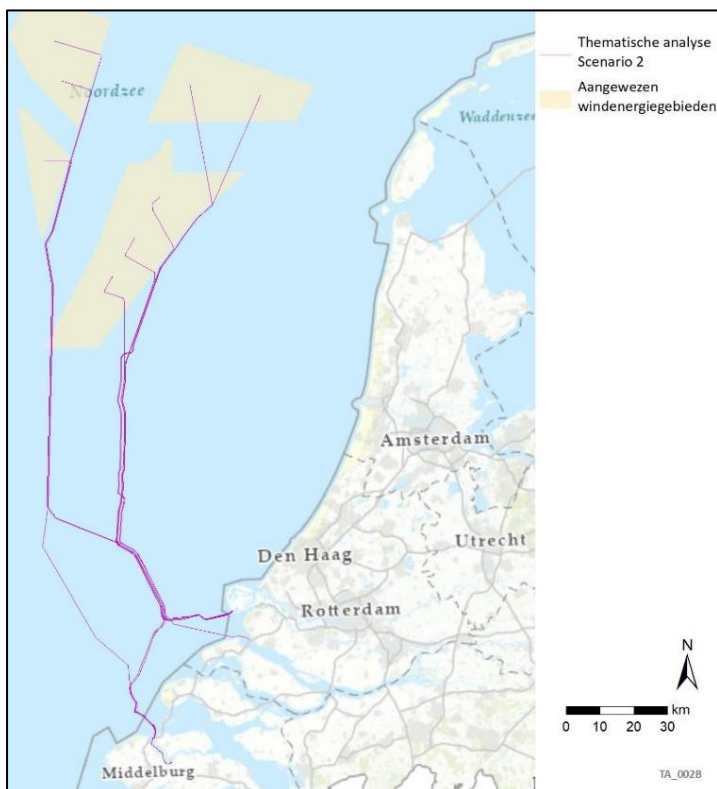 Thematische analyse
Scenario 2
Aangewezen
windenergiegebieden
Noordzee
Waddenzee
Amsterdam
Utrecht
Den Haag
Rotterdam
Middelburg
N
km
0 10 20 30
TA_002B